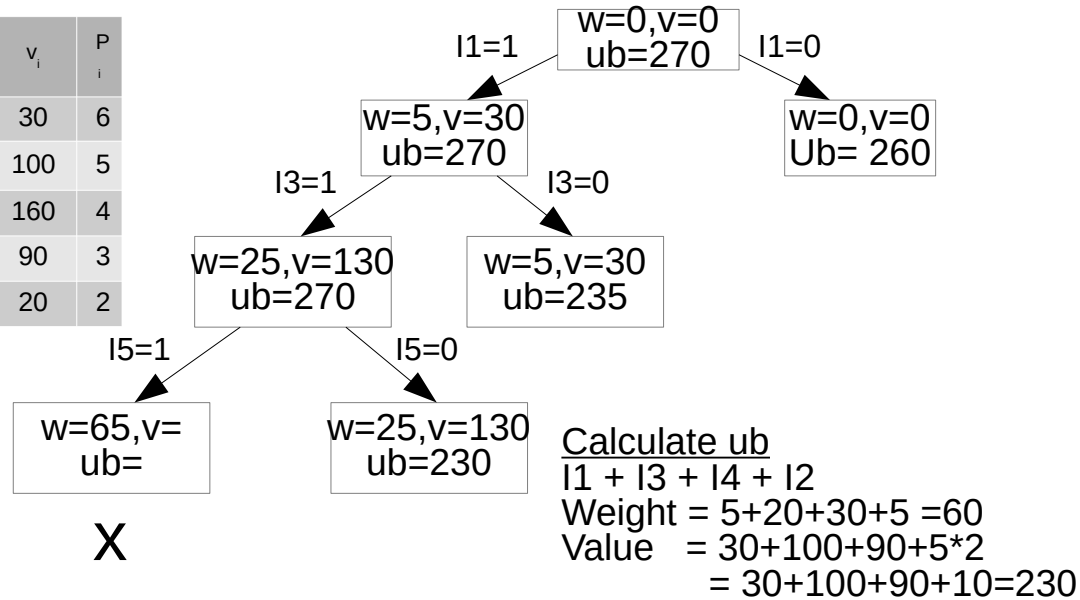 v i P i
30 6
100 5
160 4
90 3
20 2
w=0,v=0
ub=270
I1=1
I1=0
w=5,v=30
ub=270
w=0,v=0
Ub= 260
I3=1
I3=0
w=25,v=130
ub=270
w=5,v=30
ub=235
I5=1
I5=0
w=65,v=
ub=
w=25,v=130
ub=230
X
Calculate ub
I1 + I3 + I4 + I2
Weight = 5+20+30+5 =60
Value = 30+100+90+5*2
= 30+100+90+10=230